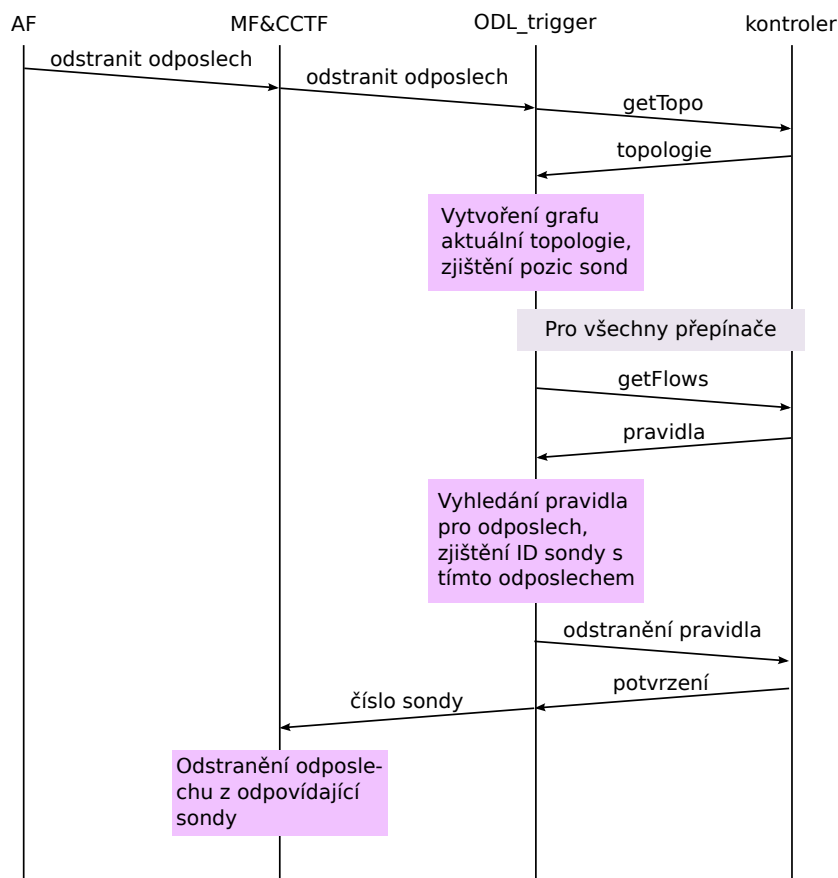 AF
MF&CCTF
ODL_trigger
kontroler
odstranit odposlech
odstranit odposlech
getTopo
topologie
Vytvoření grafu
aktuální topologie,
zjištění pozic sond
Pro všechny přepínače
getFlows
pravidla
Vyhledání pravidla
pro odposlech,
zjištění ID sondy s
tímto odposlechem
odstranění pravidla
potvrzení
číslo sondy
Odstranění odposle-
chu z odpovídající
sondy